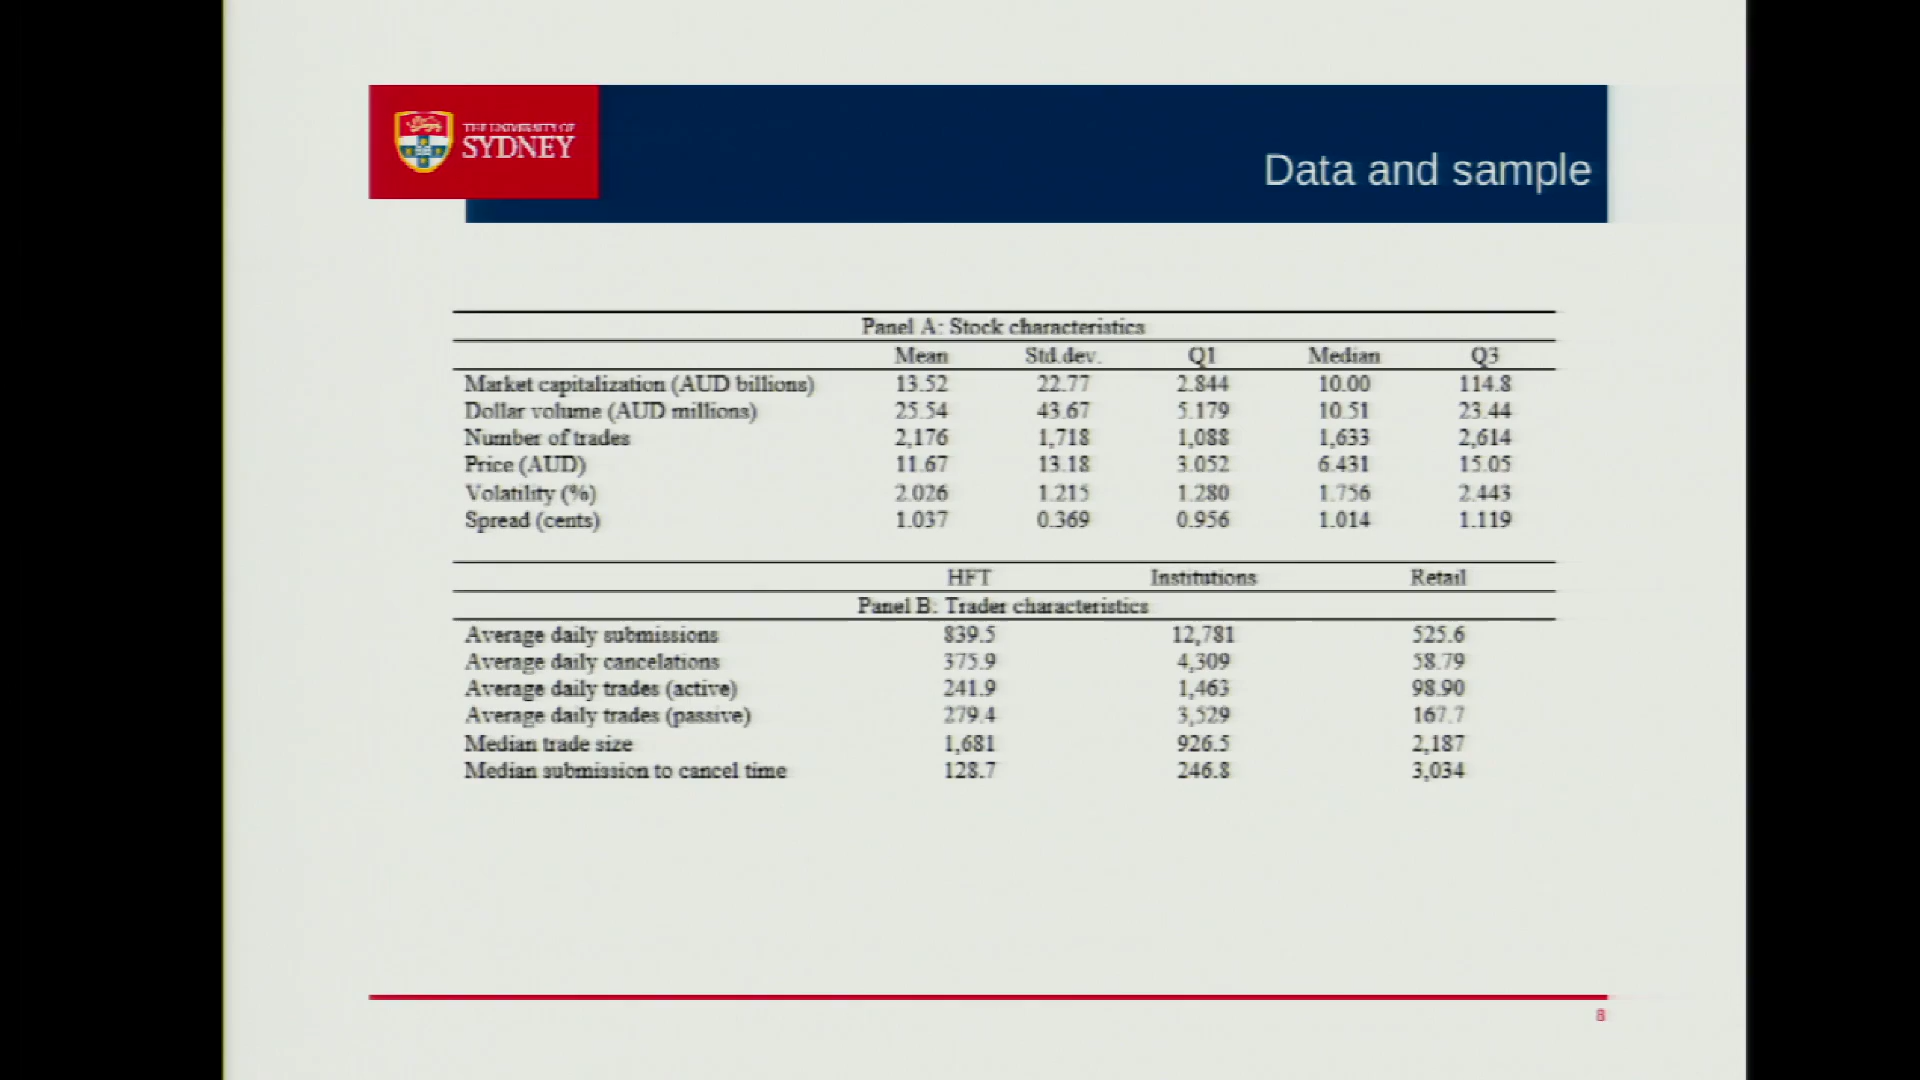 THE UNIVERSITY OF
SYDNEY
Data and sample
Panel A: Stock characteristics
Mean Std.dev. Q1 Median Q3
Market capitalization (AUD billions) 13.52 22.77 2.844 10.00 114.8
Dollar volume (AUD millions) 25.54 43.67 5.179 10.51 23.44
Number of trades 2,176 1,718 1,088 1,633 2,614
Price (AUD) 11.67 13.18 3.052 6.431 15.05
Volatility (%) 2.026 1.215 1.280 1.756 2.443
Spread (cents) 1.037 0.369 0.956 1.014 1.119
HFT Institutions Retail
Panel B: Trader characteristics
Average daily submissions 839.5 12,781 525.6
Average daily cancelations 375.9 4,309 58.79
Average daily trades (active) 241.9 1,463 98.90
Average daily trades (passive) 279.4 3,529 167.7
Median trade size 1,681 926.5 2,187
Median submission to cancel time 128.7 246.8 3,034
8